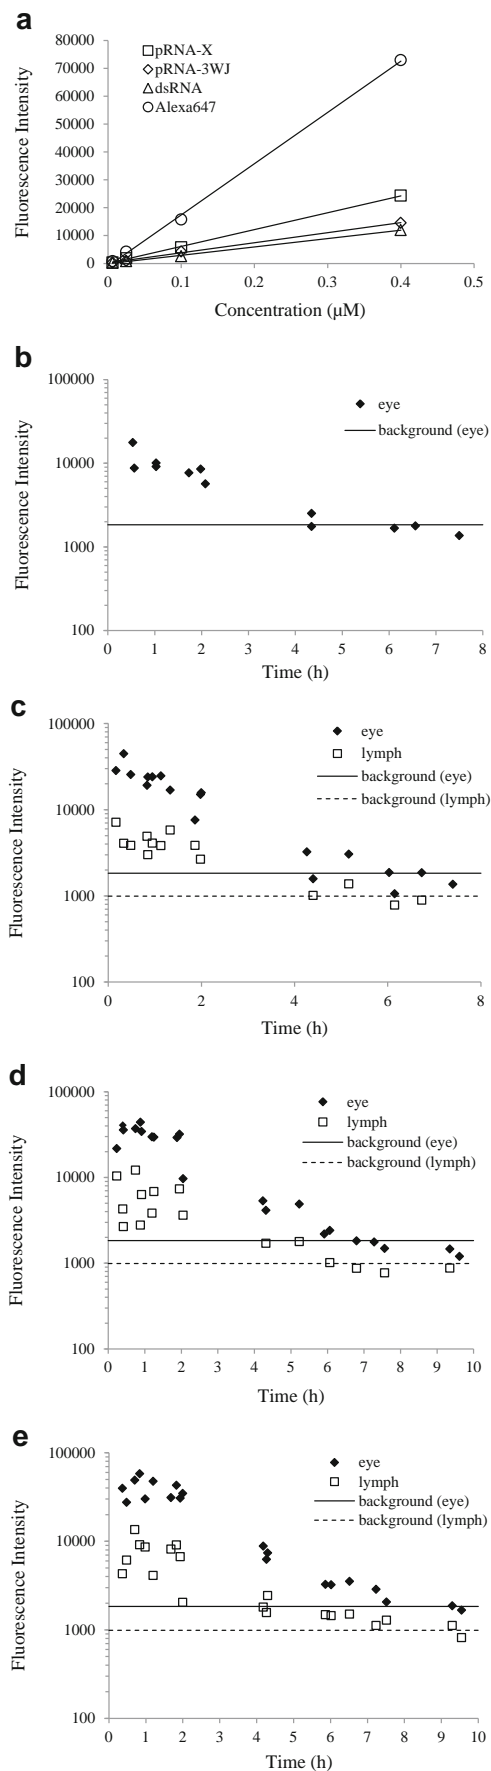 a
Fluorescence Intensity
80000
70000
60000
50000
40000
30000
20000
10000
0
pRNA-X
pRNA-3WJ
dsRNA
Alexa647
0 0.1 0.2 0.3 0.4 0.5
Concentration (µM)
b
Fluorescence Intensity
100000
10000
1000
100
eye
background (eye)
0 1 2 3 4 5 6 7 8
Time (h)
c
Fluorescence Intensity
100000
10000
1000
100
eye
lymph
background (eye)
background (lymph)
0 2 4 6 8
Time (h)
d
Fluorescence Intensity
100000
10000
1000
100
eye
lymph
background (eye)
background (lymph)
0 1 2 3 4 5 6 7 8 9 10
Time (h)
e
Fluorescence Intensity
100000
10000
1000
100
eye
lymph
background (eye)
background (lymph)
0 1 2 3 4 5 6 7 8 9 10
Time (h)